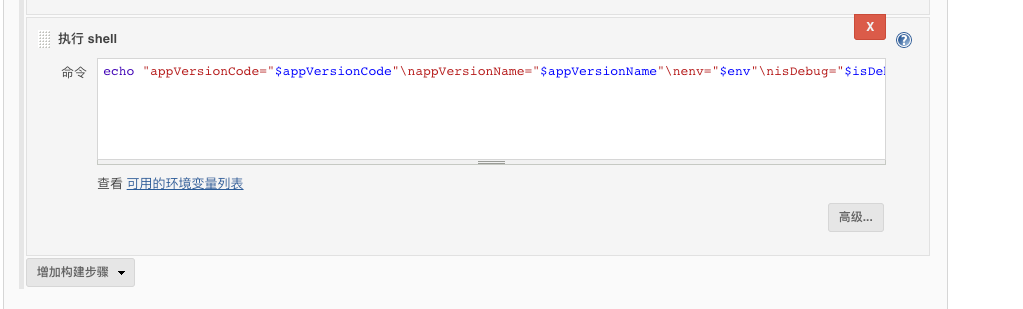 X
执行 shell
命令
echo "appVersionCode="$appVersionCode"\nappVersionName="$appVersionName"\nenv="$env"\nisDebug="$isDe
查看 可用的环境变量列表
高级...
增加构建步骤